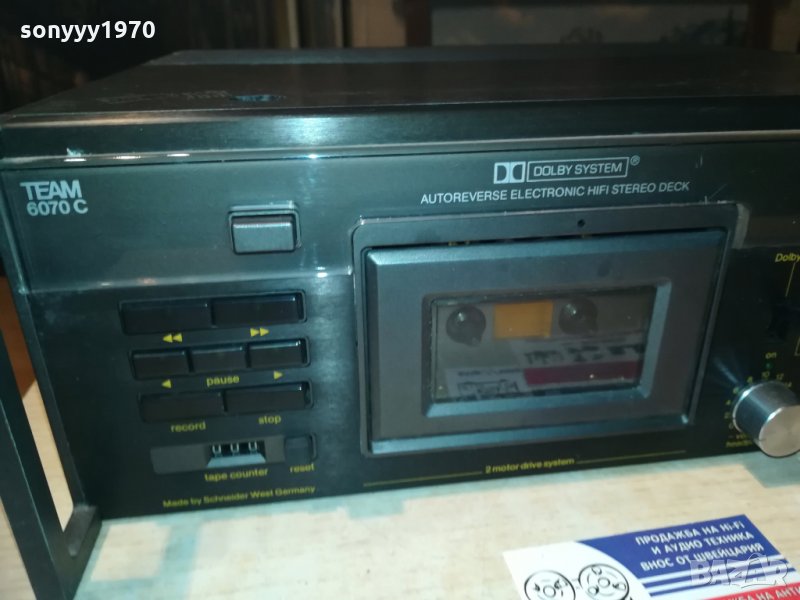 sonyyy1970
TEAM
6070 C
DOLBY SYSTEM ®
AUTOREVERSE ELECTRONIC HIFI STEREO DECK
Dolby
pause
on
record
stop
tape counter
reset
2 motor drive system
Made by Schneider West Germany
ПРОДАЖБА НА HI-FI
И АУДИО ТЕХНИКА
ВНОС ОТ ШВЕЙЦАРИЯ
BAZAR